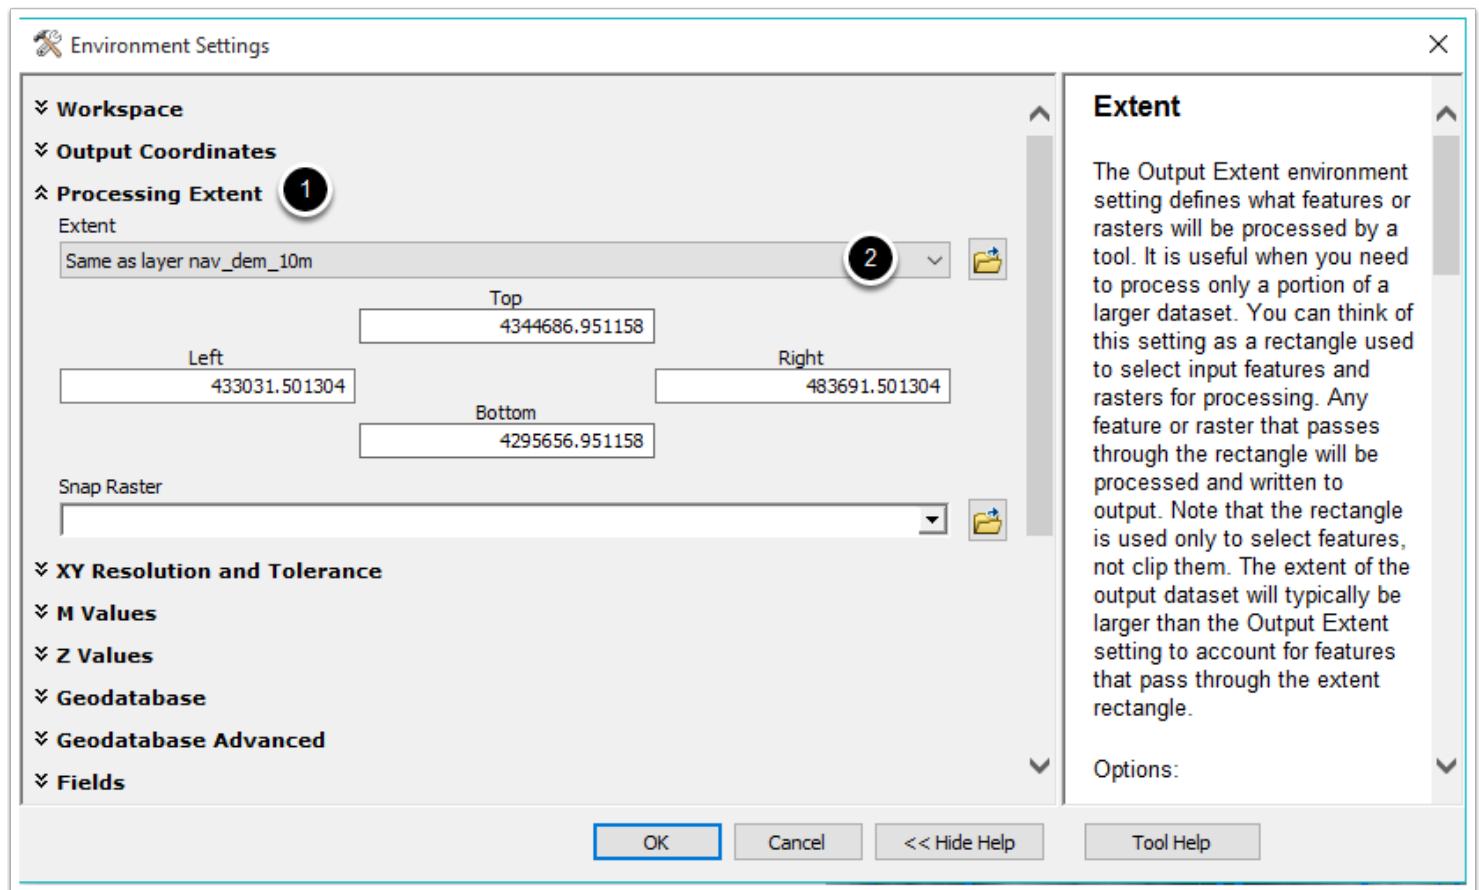 Environment Settings
Workspace
Output Coordinates
Processing Extent 1
Extent
Same as layer nav_dem_10m 2
Top
4344686.951158
Left
Right
433031.501304
483691.501304
Bottom
4295656.951158
Snap Raster
XY Resolution and Tolerance
M Values
Z Values
Geodatabase
Geodatabase Advanced
Fields
Extent
The Output Extent environment
setting defines what features or
rasters will be processed by a
tool. It is useful when you need
to process only a portion of a
larger dataset. You can think of
this setting as a rectangle used
to select input features and
rasters for processing. Any
feature or raster that passes
through the rectangle will be
processed and written to
output. Note that the rectangle
is used only to select features,
not clip them. The extent of the
output dataset will typically be
larger than the Output Extent
setting to account for features
that pass through the extent
rectangle.
Options:
OK
Cancel
<< Hide Help
Tool Help